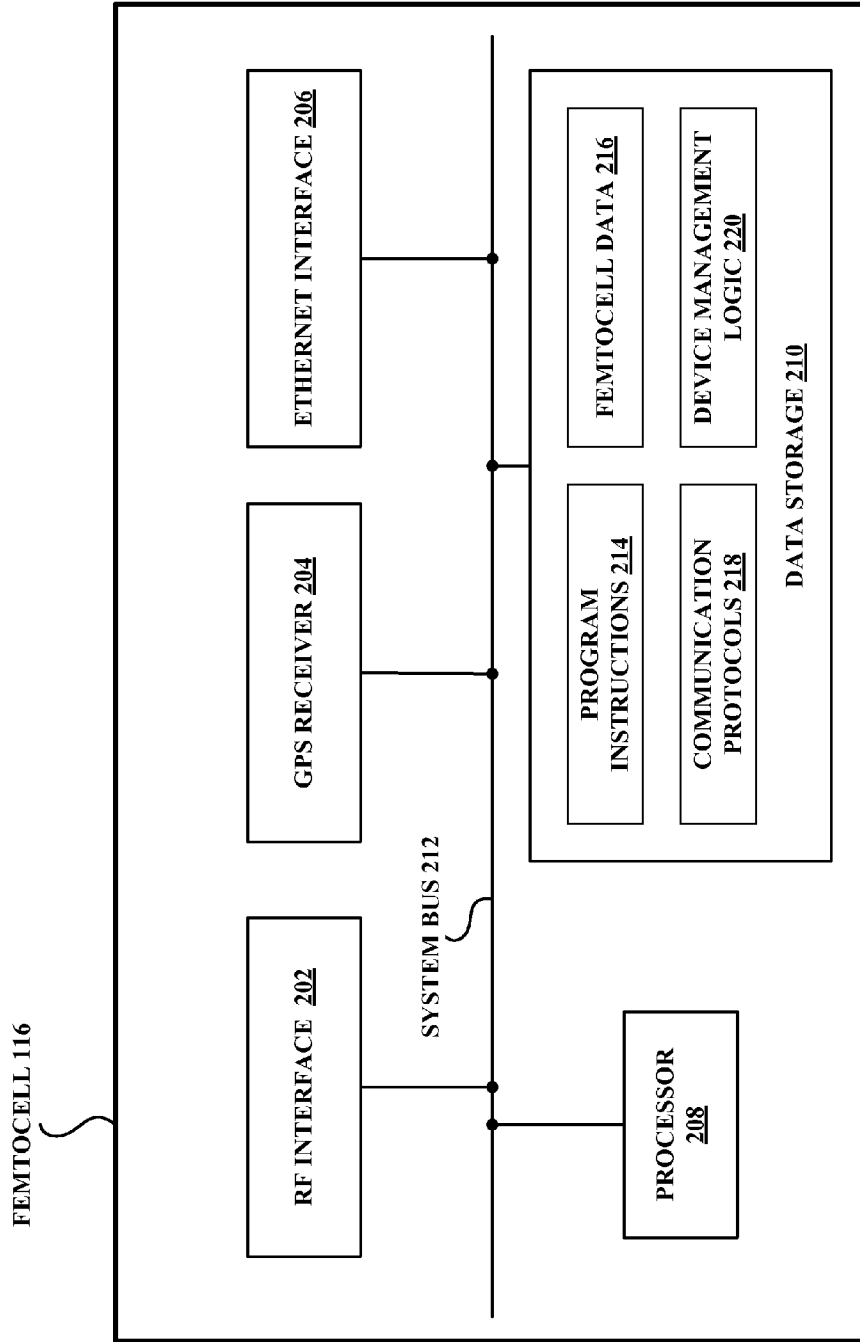 FEMTOCELL 116
RF INTERFACE 202
GPS RECEIVER 204
ETHERNET INTERFACE 206
SYSTEM BUS 212
PROCESSOR
208
PROGRAM
INSTRUCTIONS 214
FEMTOCELL DATA 216
COMMUNICATION
PROTOCOLS 218
DEVICE MANAGEMENT
LOGIC 220
DATA STORAGE 210